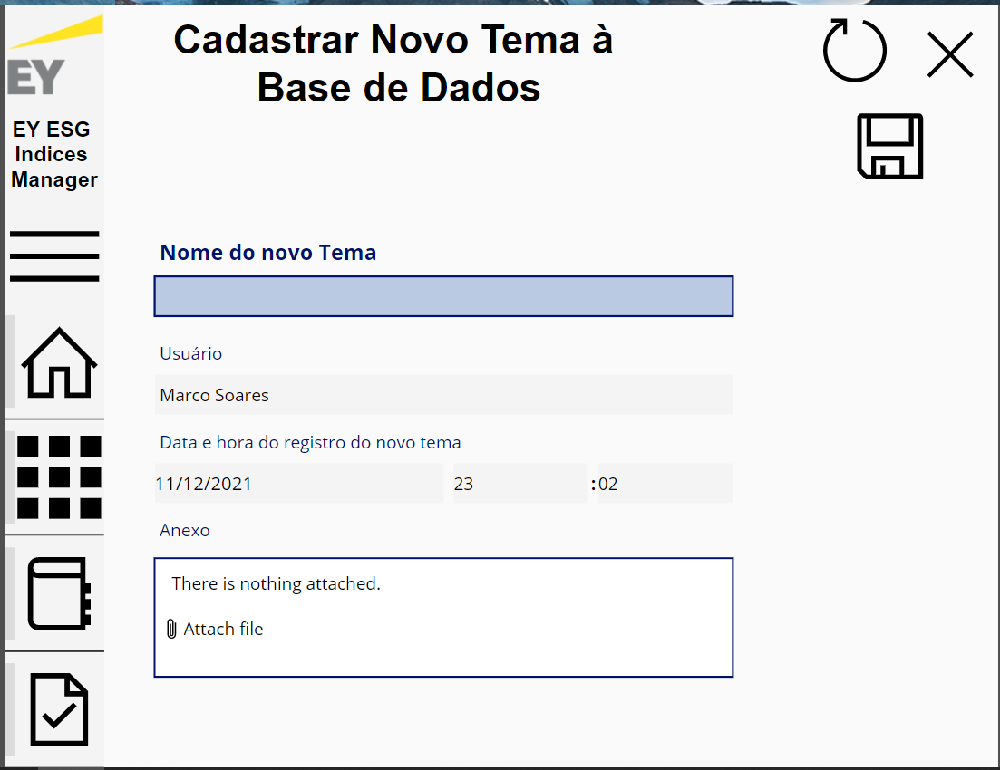 EY
EY ESG
Indices
Manager
Cadastrar Novo Tema à
Base de Dados
Nome do novo Tema
Usuário
Marco Soares
Data e hora do registro do novo tema
11/12/2021 23 :02
Anexo
There is nothing attached.
Attach file